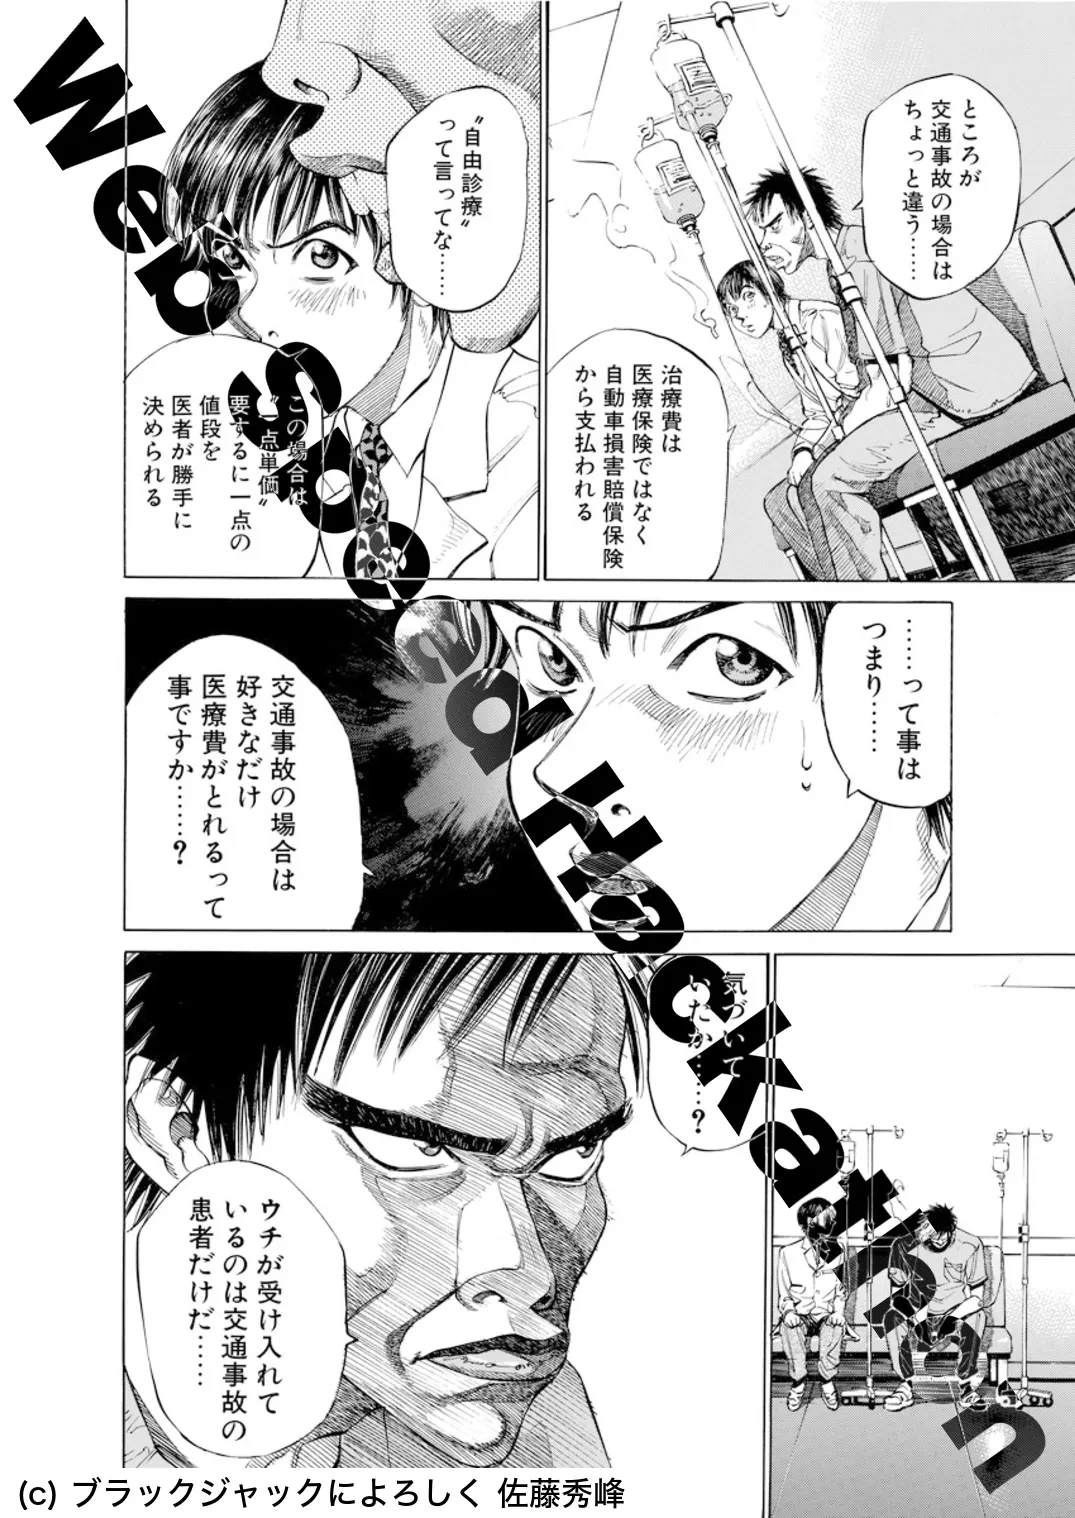 ところが
交通事故の場合は
ちょっと違う……
治療費は
医療保険ではなく
自動車損害賠償保険
から支払われる
〝自由診療〟
って言ってな……
この場合は
〝一点単価〟
要するに一点の
値段を
医者が勝手に
決められる
……って事は
つまり……
交通事故の場合は
好きなだけ
医療費がとれるって
事ですか……？
気づいて
いたか……？
ウチが受け入れて
いるのは交通事故の
患者だけだ……
Web Spice9r Hackathon
(c) ブラックジャックによろしく 佐藤秀峰